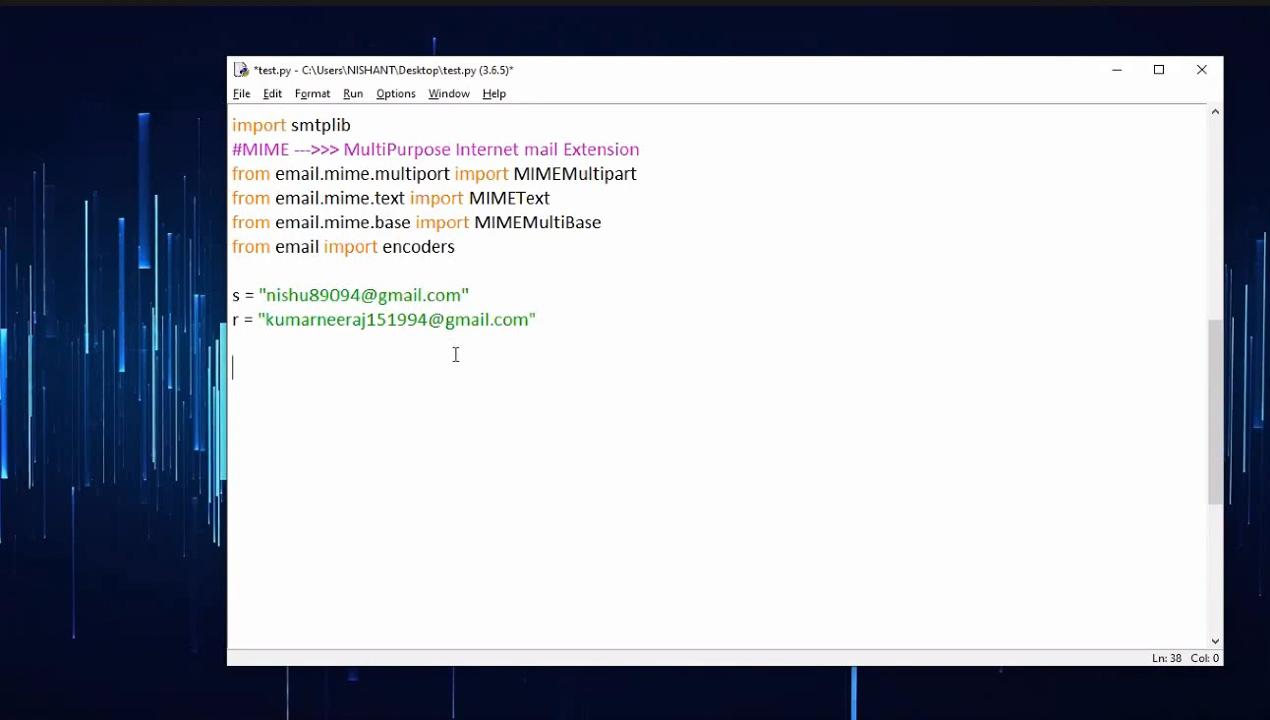 *test.py - C:\Users\NISHANT\Desktop\test.py (3.6.5)*
File Edit Format Run Options Window Help
import smtplib
#MIME --->>> MultiPurpose Internet mail Extension
from email.mime.multiport import MIMEMultipart
from email.mime.text import MIMEText
from email.mime.base import MIMEMultiBase
from email import encoders
s = "nishu89094@gmail.com"
r = "kumarneeraj151994@gmail.com"
Ln: 38 Col: 0